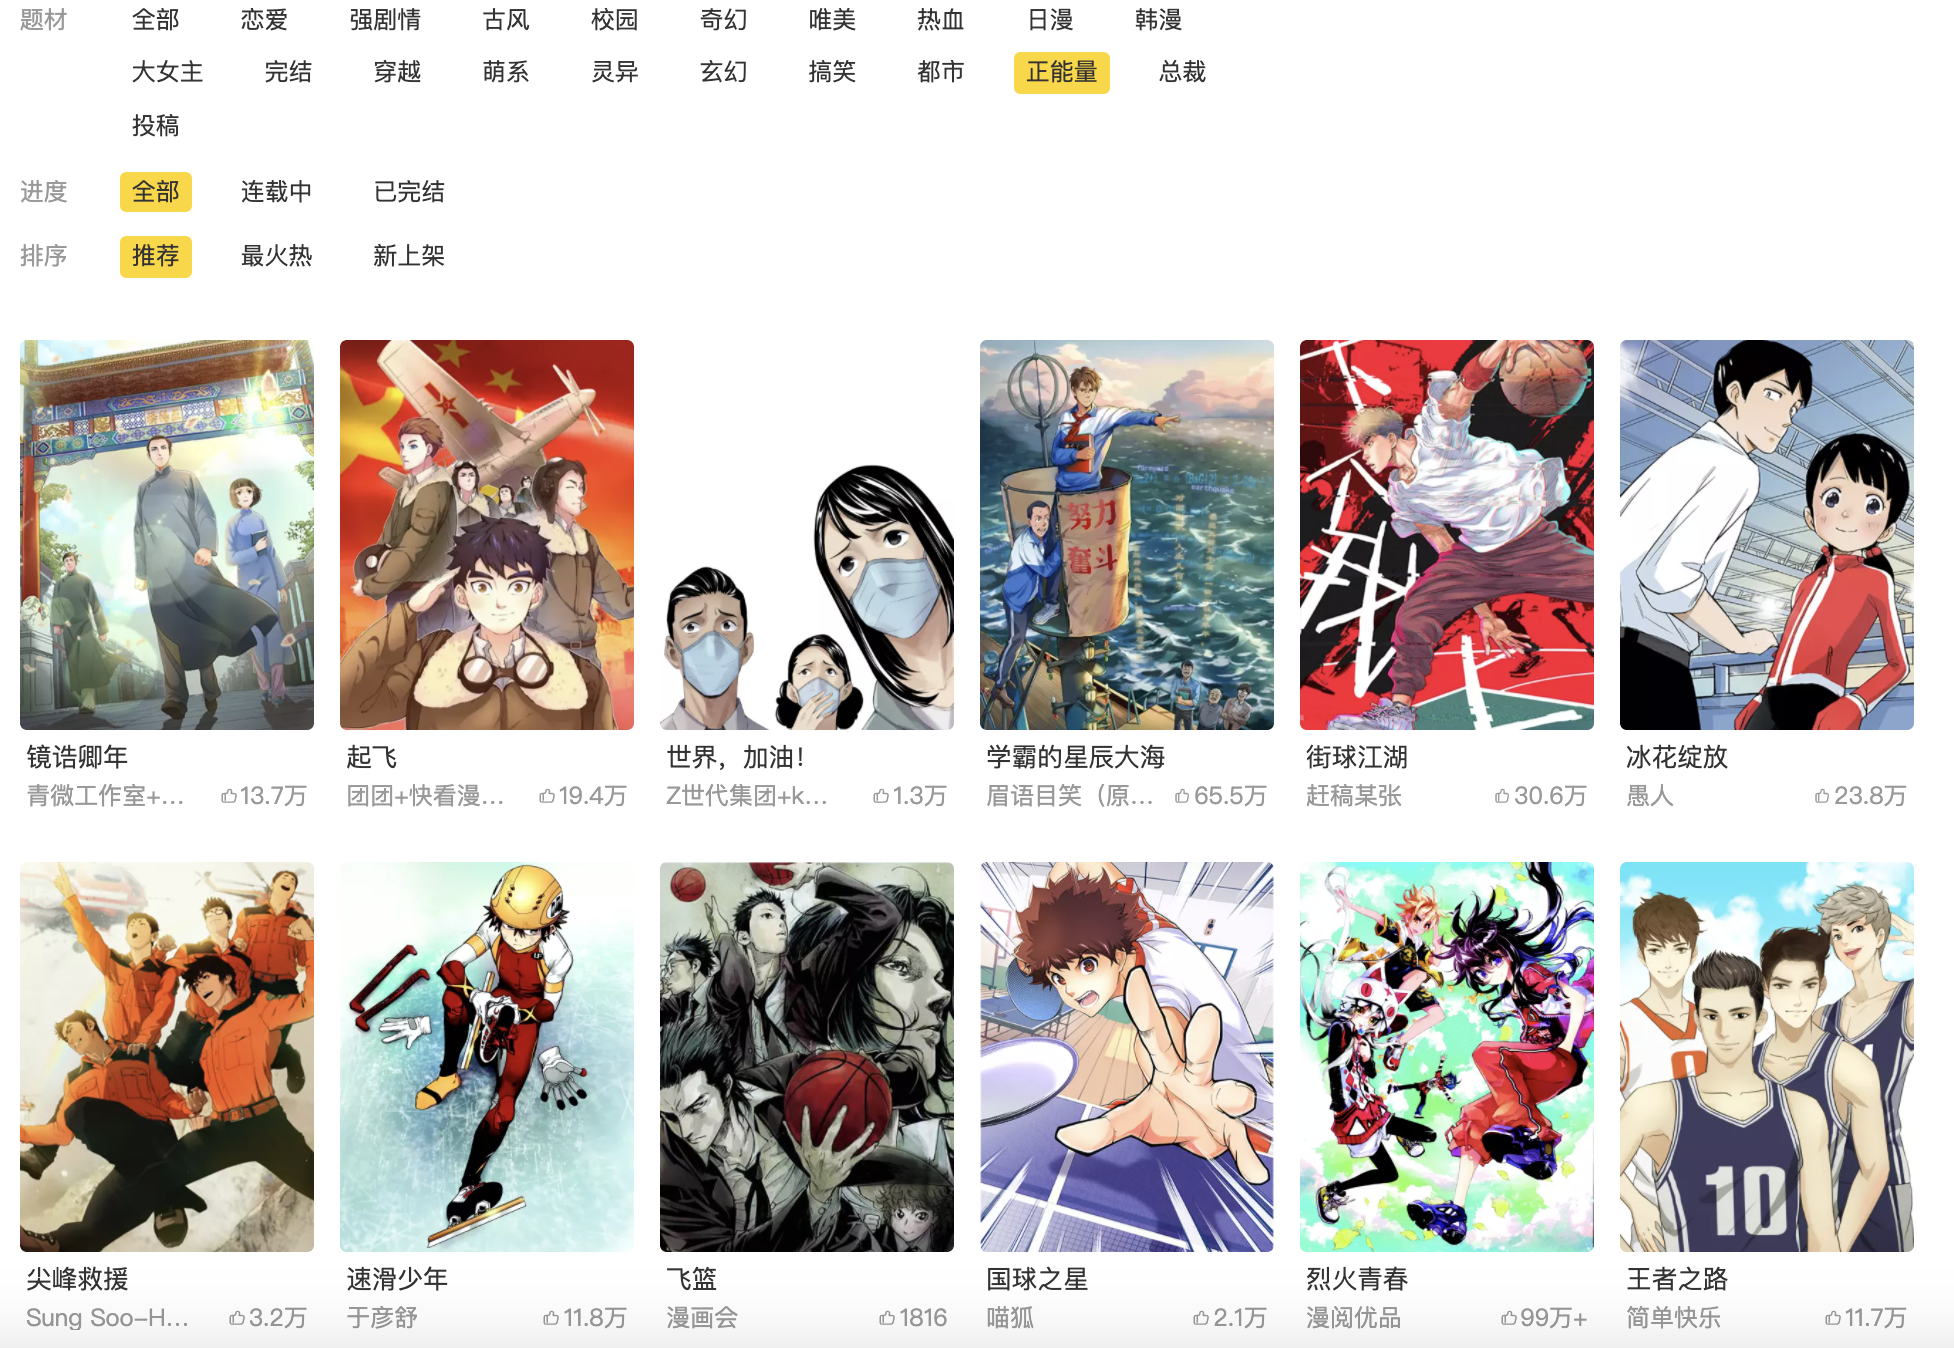 题材 全部 恋爱 强剧情 古风 校园 奇幻 唯美 热血 日漫 韩漫
大女主 完结 穿越 萌系 灵异 玄幻 搞笑 都市 正能量 总裁
投稿
进度 全部 连载中 已完结
排序 推荐 最火热 新上架
努力
奋斗
镜诰卿年 起飞 世界，加油！ 学霸的星辰大海 街球江湖 冰花绽放
青微工作室+... 13.7万 团团+快看漫... 19.4万 Z世代集团+k... 1.3万 眉语目笑（原... 65.5万 赶稿某张 30.6万 愚人 23.8万
10
尖峰救援 速滑少年 飞篮 国球之星 烈火青春 王者之路
Sung Soo-H... 3.2万 于彦舒 11.8万 漫画会 1816 喵狐 2.1万 漫阅优品 99万+ 简单快乐 11.7万